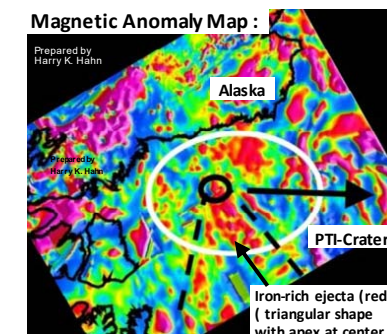 Magnetic Anomaly Map :
Prepared by
Harry K. Hahn
Alaska
Prepared by
Harry K. Hahn
PTI-Crater
Iron-rich ejecta (red
( triangular shape
with apex at center